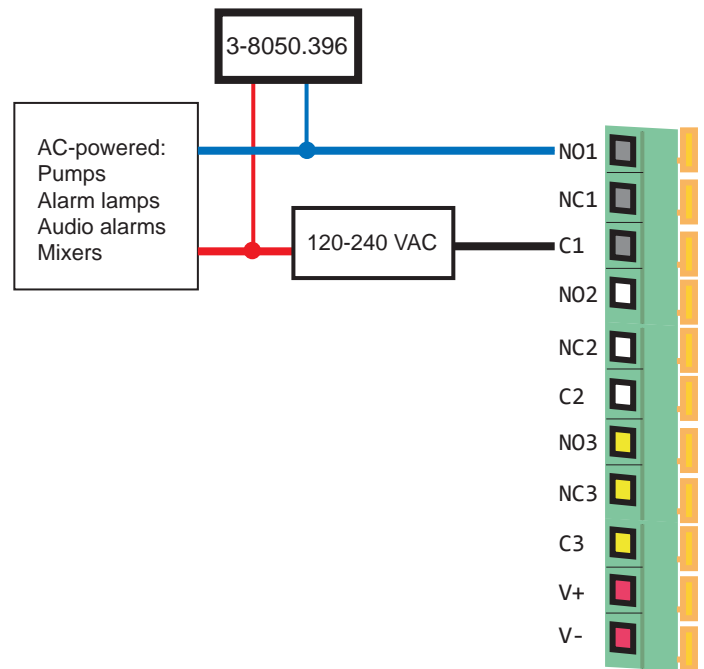 3-8050.396
AC-powered:
Pumps
Alarm lamps
Audio alarms
Mixers
120-240 VAC
NO1
NC1
C1
NO2
NC2
C2
NO3
NC3
C3
V+
V-